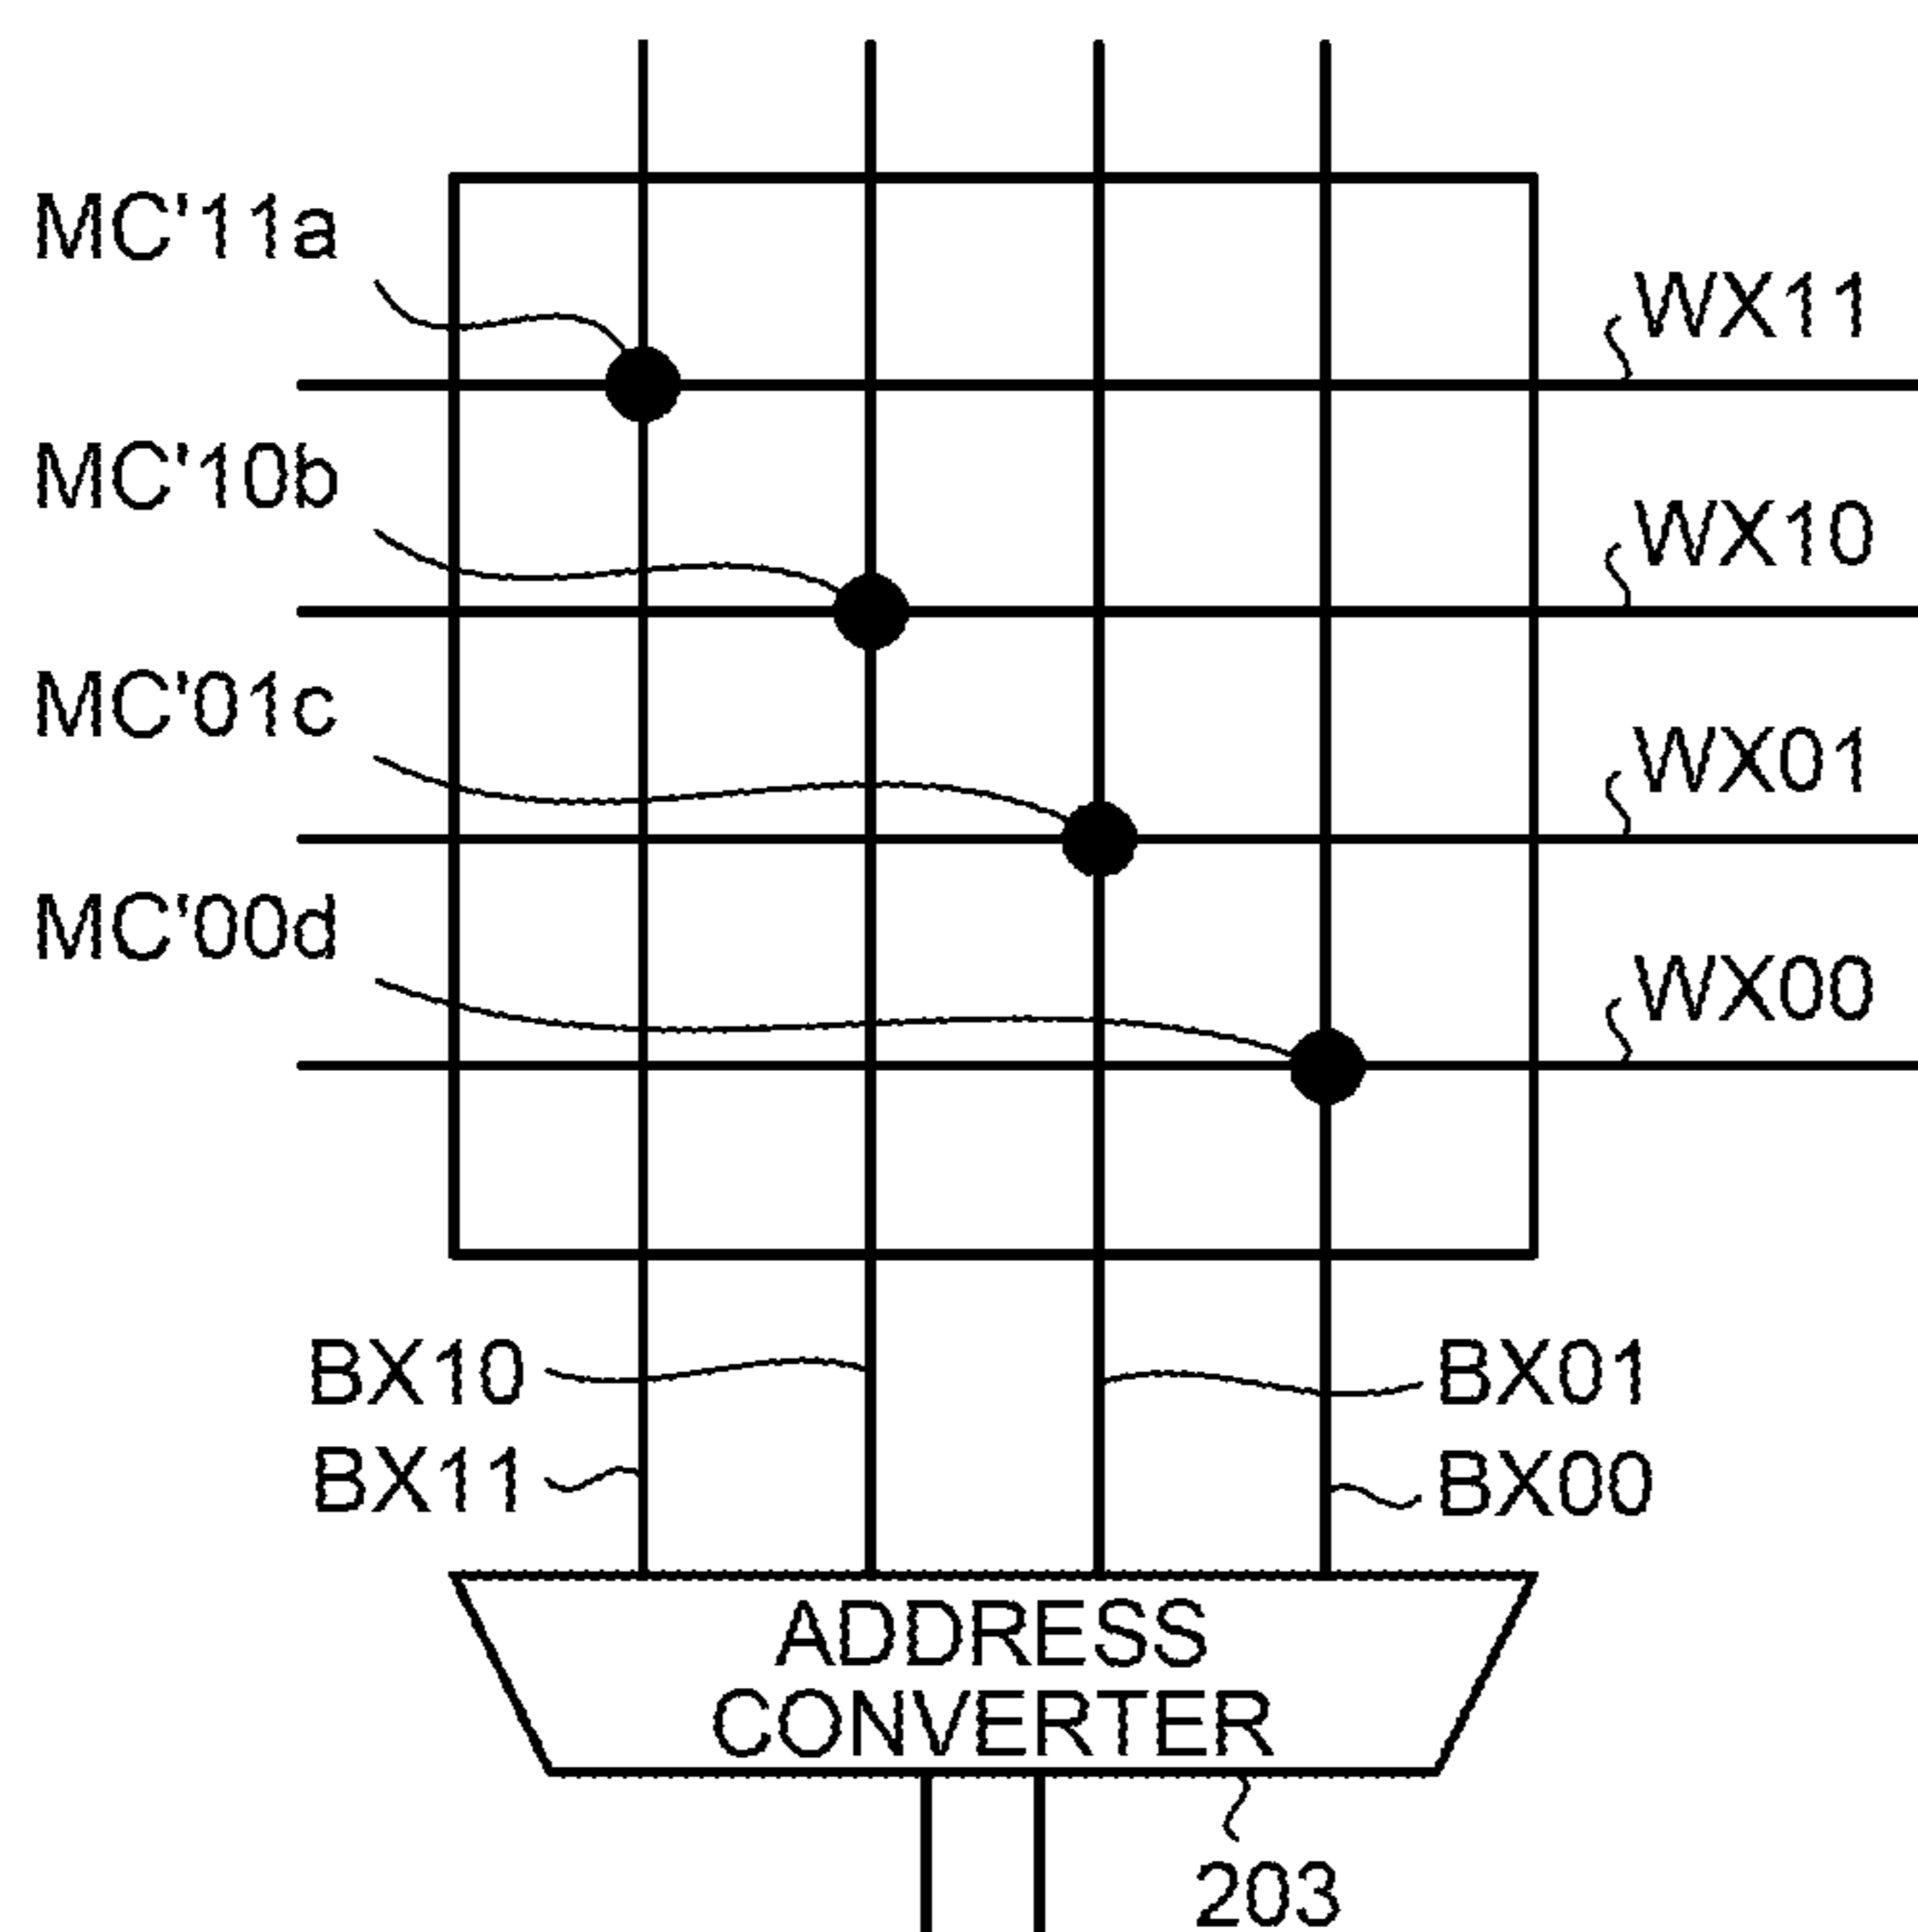 MC'11a
WX11
MC'10b
WX10
MC'01c
WX01
MC'00d
WX00
BX10
BX01
BX11
BX00
ADDRESS
CONVERTER
203